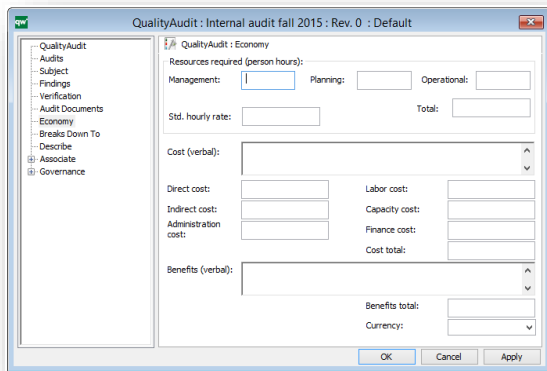 qw
QualityAudit : Internal audit fall 2015 : Rev. 0 : Default
QualityAudit
Audits
Subject
Findings
Verification
Audit Documents
Economy
Breaks Down To
Describe
Associate
Governance
QualityAudit : Economy
Resources required (person hours):
Management: Planning: Operational:
Std. hourly rate: Total:
Cost (verbal):
Direct cost: Labor cost:
Indirect cost: Capacity cost:
Administration cost: Finance cost:
Cost total:
Benefits (verbal):
Benefits total:
Currency:
OK Cancel Apply